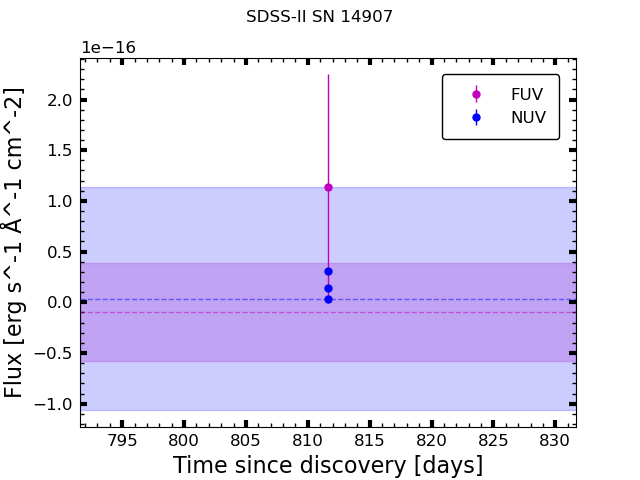 SDSS-II SN 14907
1e−16
2.0
1.5
1.0
0.5
0.0
−0.5
−1.0
Flux [erg s^-1 Å^-1 cm^-2]
FUV
NUV
795 800 805 810 815 820 825 830
Time since discovery [days]